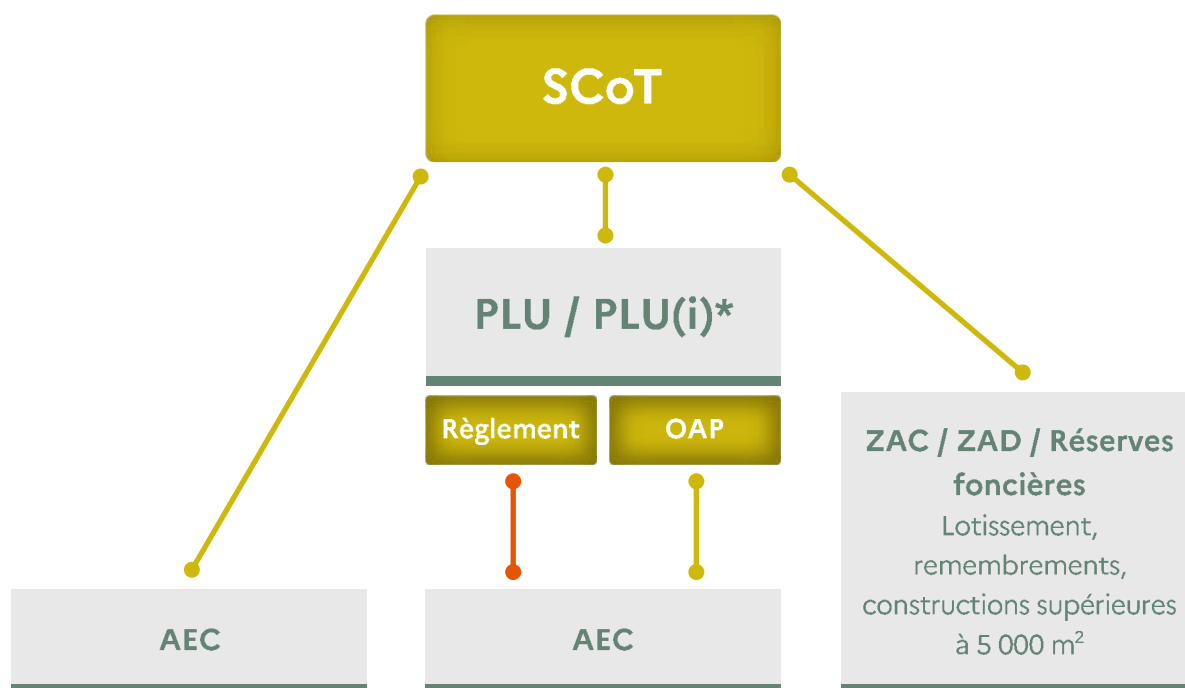 SCoT
PLU / PLU(i)*
Règlement
OAP
ZAC / ZAD / Réserves
foncières
Lotissement,
remembrements,
constructions supérieures
à 5 000 m²
AEC
AEC